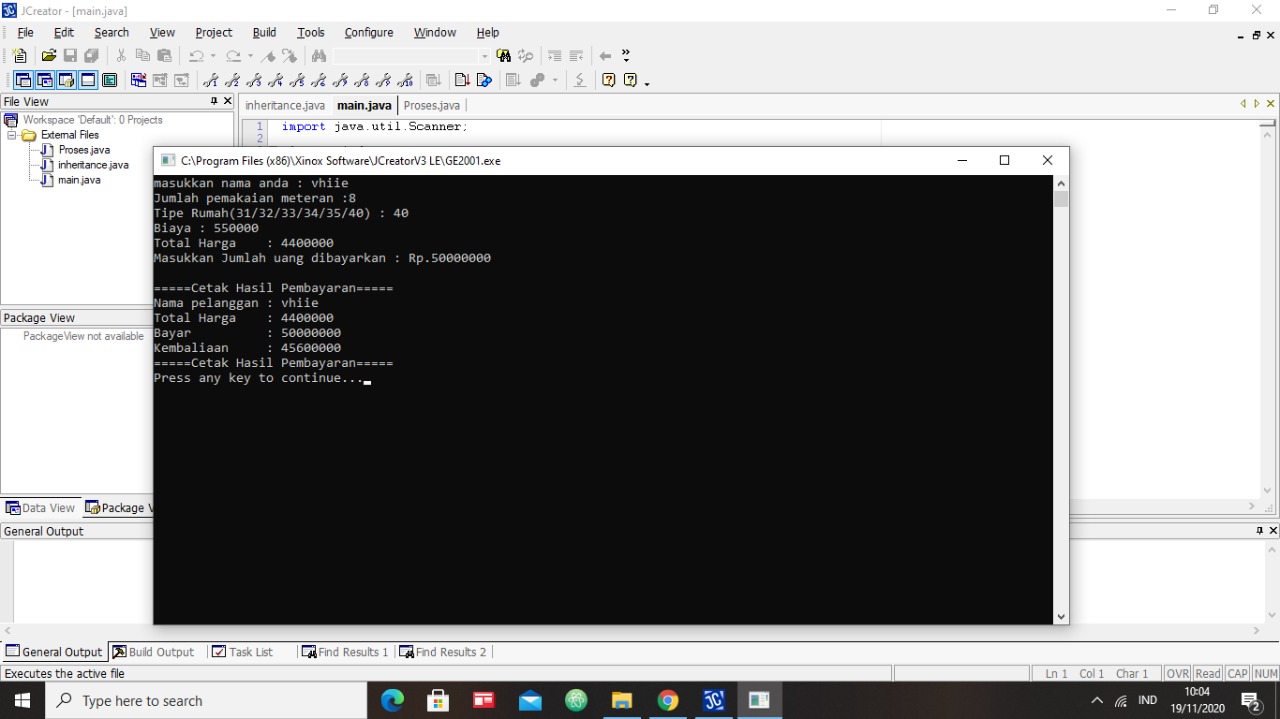 JCreator - [main.java]
File Edit Search View Project Build Tools Configure Window Help
File View
inheritance.java main.java Proses.java
Workspace 'Default': 0 Projects
External Files
Proses.java
inheritance.java
main.java
1 import java.util.Scanner;
2
C:\Program Files (x86)\Xinox Software\JCreatorV3 LE\GE2001.exe
masukkan nama anda : vhiie
Jumlah pemakaian meteran :8
Tipe Rumah(31/32/33/34/35/40) : 40
Biaya : 550000
Total Harga    : 4400000
Masukkan Jumlah uang dibayarkan : Rp.50000000
=====Cetak Hasil Pembayaran=====
Nama pelanggan : vhiie
Total Harga    : 4400000
Bayar          : 50000000
Kembaliaan     : 45600000
=====Cetak Hasil Pembayaran=====
Press any key to continue...
Package View
PackageView not available
Data View Package V
General Output
General Output Build Output Task List Find Results 1 Find Results 2
Executes the active file
Ln 1 Col 1 Char 1 OVR Read CAP NUM
Type here to search
IND
10:04
19/11/2020
2